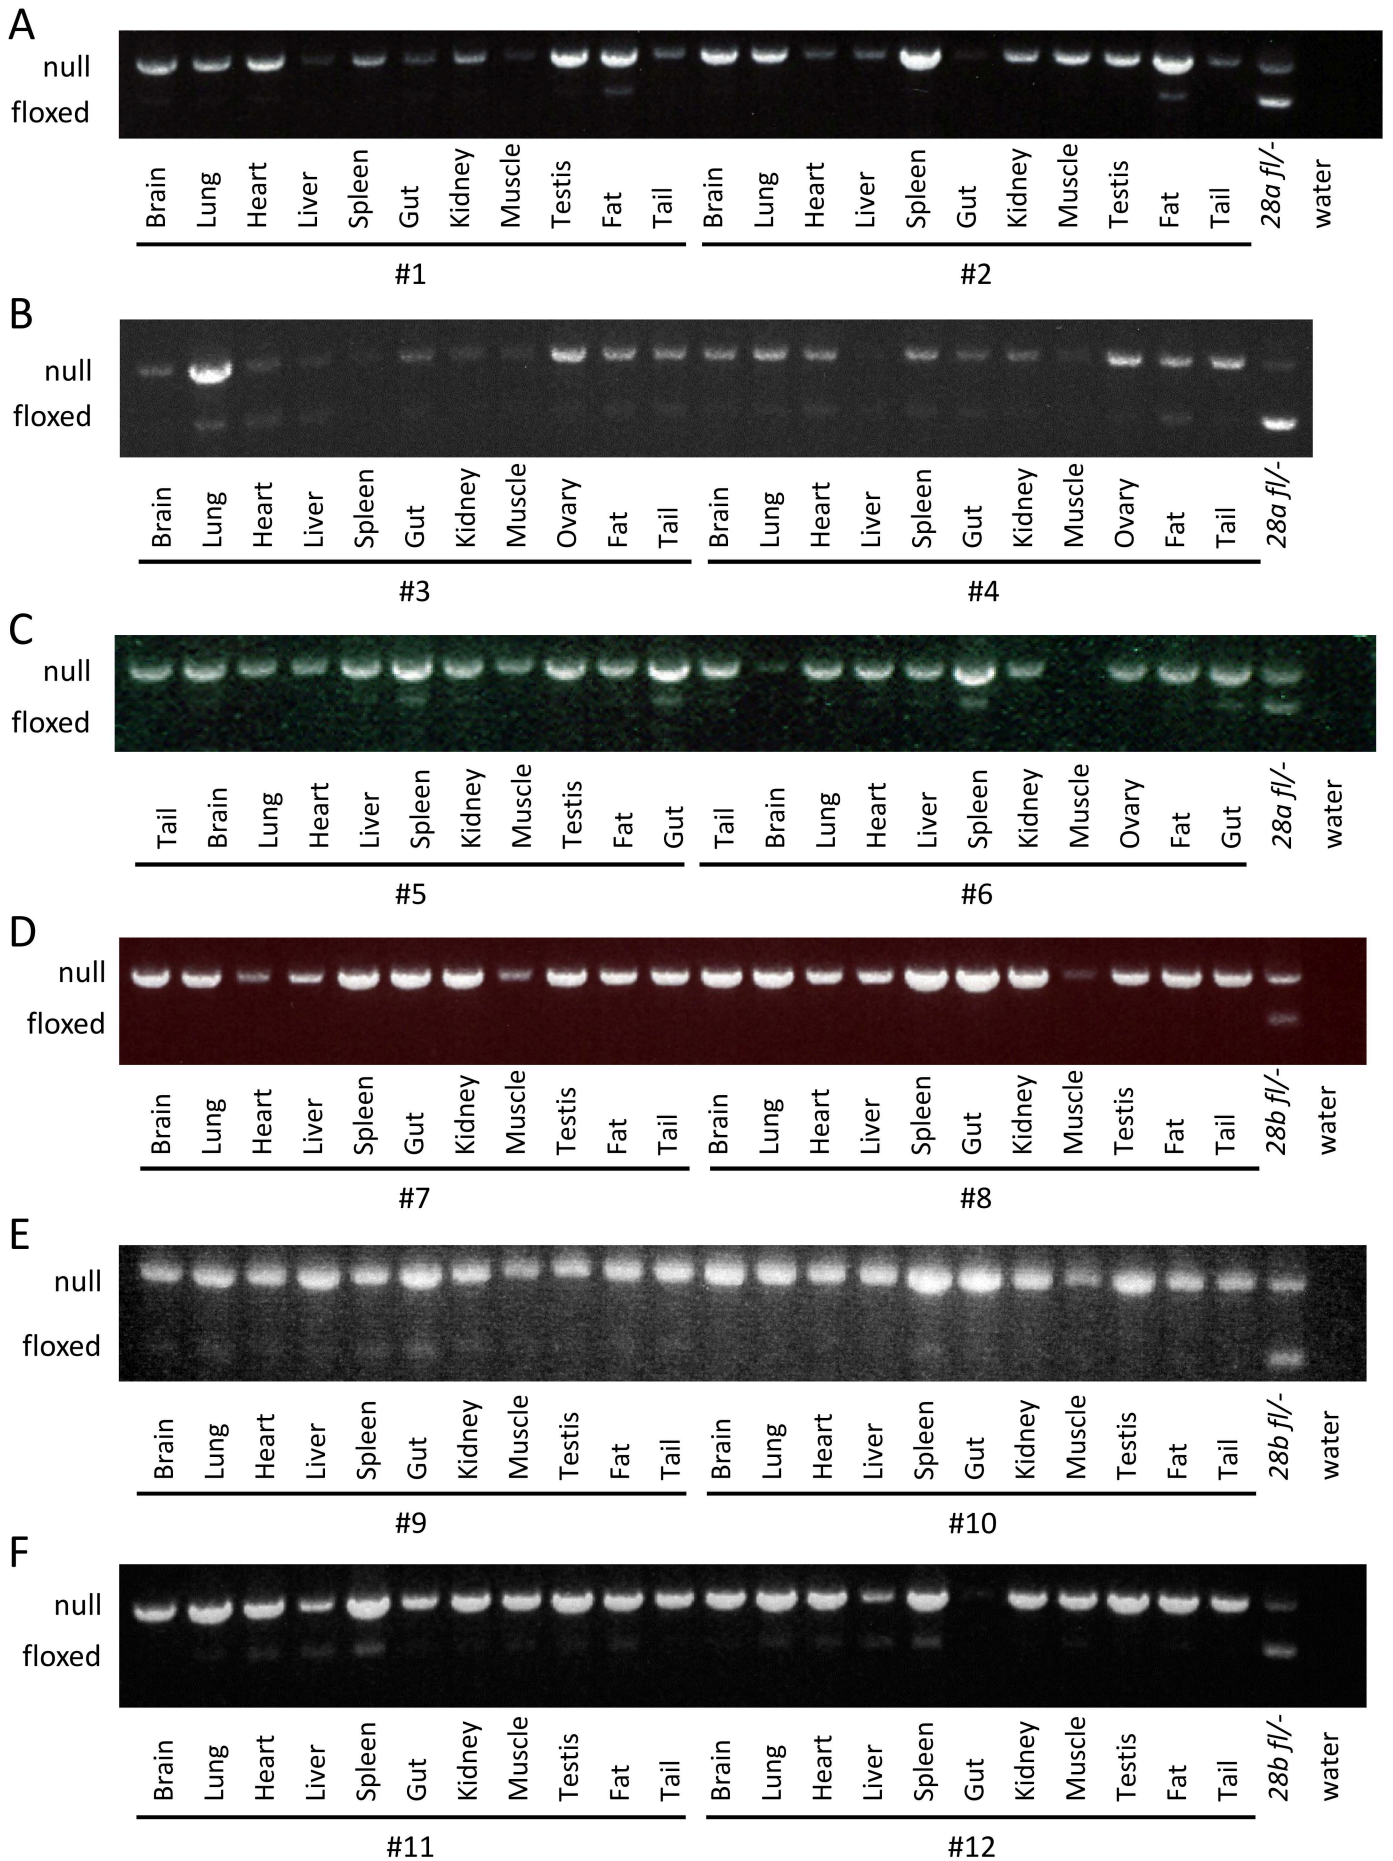 A
null
floxed
Brain Lung Heart Liver Spleen Gut Kidney Muscle Testis Fat Tail Brain Lung Heart Liver Spleen Gut Kidney Muscle Testis Fat Tail 28a fl/- water
#1 #2
B
null
floxed
Brain Lung Heart Liver Spleen Gut Kidney Muscle Ovary Fat Tail Brain Lung Heart Liver Spleen Gut Kidney Muscle Ovary Fat Tail 28a fl/-
#3 #4
C
null
floxed
Tail Brain Lung Heart Liver Spleen Kidney Muscle Testis Fat Gut Tail Brain Lung Heart Liver Spleen Kidney Muscle Ovary Fat Gut 28a fl/- water
#5 #6
D
null
floxed
Brain Lung Heart Liver Spleen Gut Kidney Muscle Testis Fat Tail Brain Lung Heart Liver Spleen Gut Kidney Muscle Testis Fat Tail 28b fl/- water
#7 #8
E
null
floxed
Brain Lung Heart Liver Spleen Gut Kidney Muscle Testis Fat Tail Brain Lung Heart Liver Spleen Gut Kidney Muscle Testis Fat Tail 28b fl/- water
#9 #10
F
null
floxed
Brain Lung Heart Liver Spleen Gut Kidney Muscle Testis Fat Tail Brain Lung Heart Liver Spleen Gut Kidney Muscle Testis Fat Tail 28b fl/- water
#11 #12